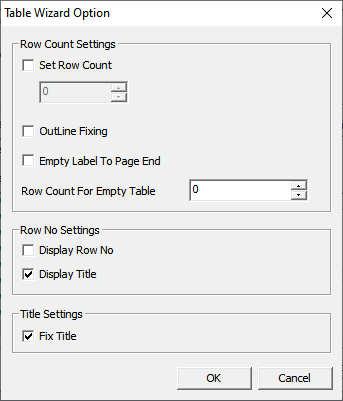 Table Wizard Option
Row Count Settings
Set Row Count
0
OutLine Fixing
Empty Label To Page End
Row Count For Empty Table 0
Row No Settings
Display Row No
Display Title
Title Settings
Fix Title
OK Cancel